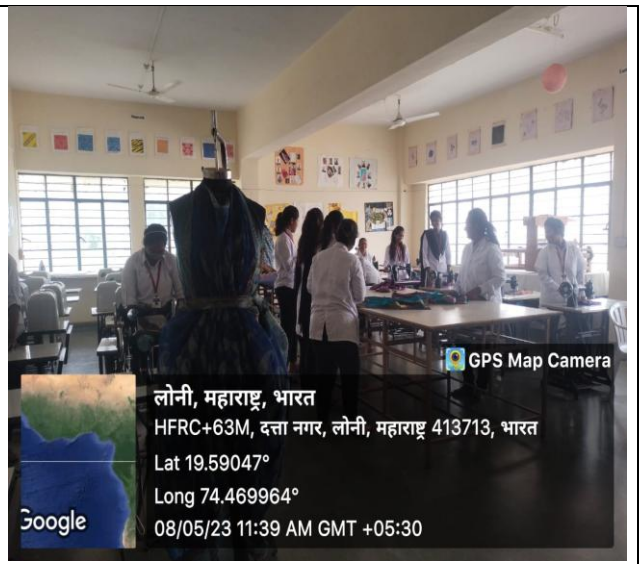 GPS Map Camera
लोनी, महाराष्ट्र, भारत
HFRC+63M, दत्ता नगर, लोनी, महाराष्ट्र 413713, भारत
Lat 19.59047°
Long 74.469964°
08/05/23 11:39 AM GMT +05:30
Google